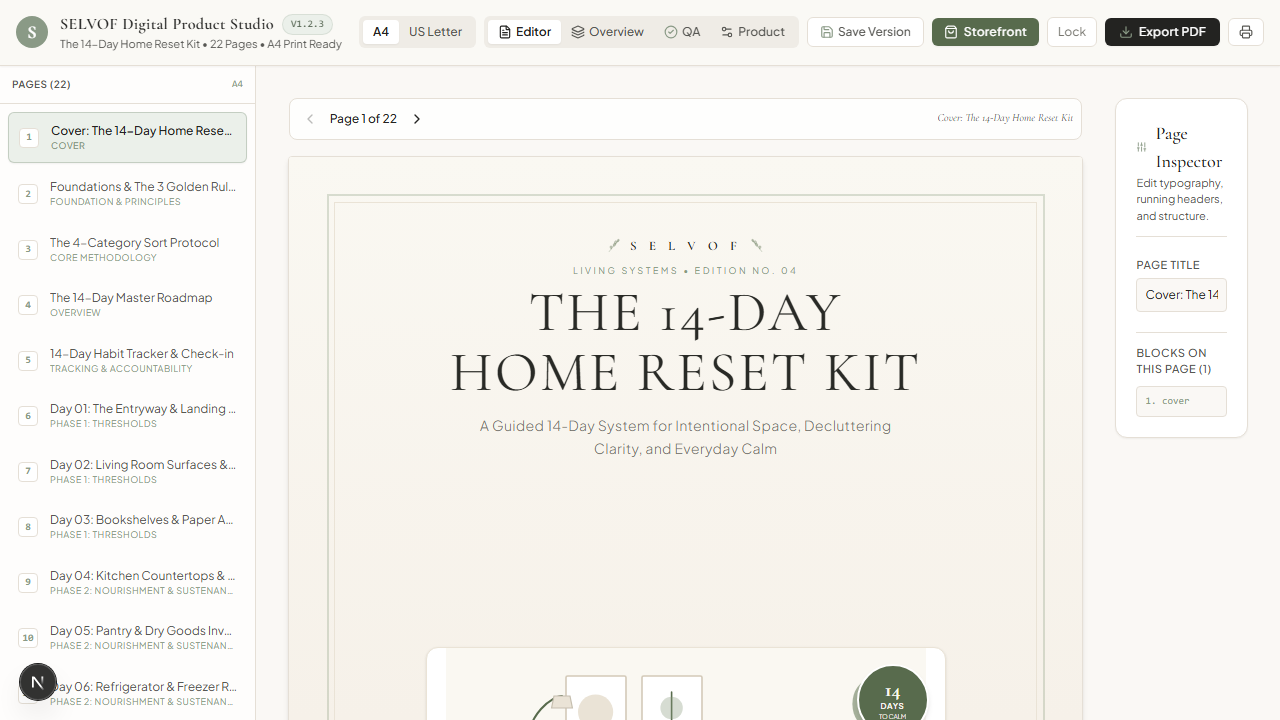 S
SELVOF Digital Product Studio
V1.2.3
The 14–Day Home Reset Kit • 22 Pages • A4 Print Ready
A4
US Letter
Editor
Overview
QA
Product
Save Version
Storefront
Lock
Export PDF
PAGES (22)
A4
1
Cover: The 14–Day Home Rese...
COVER
2
Foundations & The 3 Golden Rul...
FOUNDATION & PRINCIPLES
3
The 4–Category Sort Protocol
CORE METHODOLOGY
4
The 14–Day Master Roadmap
OVERVIEW
5
14–Day Habit Tracker & Check-in
TRACKING & ACCOUNTABILITY
6
Day 01: The Entryway & Landing ...
PHASE 1: THRESHOLDS
7
Day 02: Living Room Surfaces &...
PHASE 1: THRESHOLDS
8
Day 03: Bookshelves & Paper A...
PHASE 1: THRESHOLDS
9
Day 04: Kitchen Countertops & ...
PHASE 2: NOURISHMENT & SUSTENAN...
10
Day 05: Pantry & Dry Goods Inv...
PHASE 2: NOURISHMENT & SUSTENAN...
N
Day 06: Refrigerator & Freezer R...
PHASE 2: NOURISHMENT & SUSTENAN...
Page 1 of 22
Cover: The 14-Day Home Reset Kit
SELVOF
LIVING SYSTEMS • EDITION NO. 04
THE 14-DAY
HOME RESET KIT
A Guided 14-Day System for Intentional Space, Decluttering
Clarity, and Everyday Calm
14
DAYS
TO CALM
Page
Inspector
Edit typography,
running headers,
and structure.
PAGE TITLE
Cover: The 14
BLOCKS ON
THIS PAGE (1)
1. cover